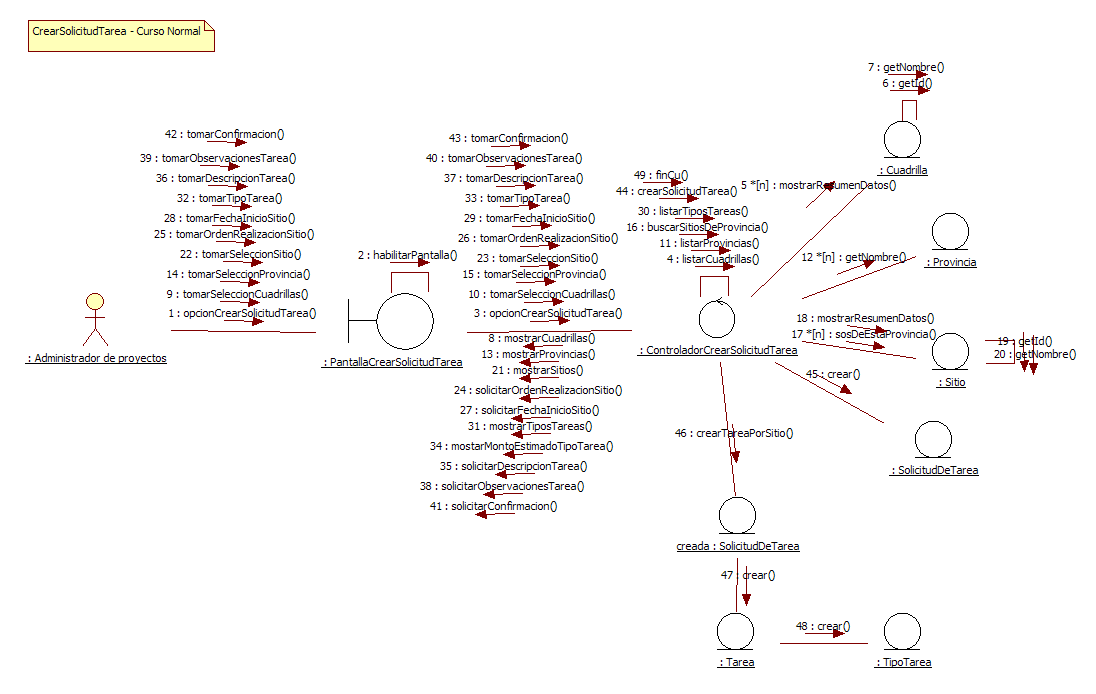 CrearSolicitudTarea - Curso Normal
7 : getNombre()
6 : getId()
: Cuadrilla
5 *[n] : mostrarResumenDatos()
42 : tomarConfirmacion()
39 : tomarObservacionesTarea()
36 : tomarDescripcionTarea()
32 : tomarTipoTarea()
28 : tomarFechaInicioSitio()
25 : tomarOrdenRealizacionSitio()
22 : tomarSeleccionSitio()
14 : tomarSeleccionProvincia()
9 : tomarSeleccionCuadrillas()
1 : opcionCrearSolicitudTarea()
: Administrador de proyectos
2 : habilitarPantalla()
: PantallaCrearSolicitudTarea
43 : tomarConfirmacion()
40 : tomarObservacionesTarea()
37 : tomarDescripcionTarea()
33 : tomarTipoTarea()
29 : tomarFechaInicioSitio()
26 : tomarOrdenRealizacionSitio()
23 : tomarSeleccionSitio()
15 : tomarSeleccionProvincia()
10 : tomarSeleccionCuadrillas()
3 : opcionCrearSolicitudTarea()
8 : mostrarCuadrillas()
13 : mostrarProvincias()
21 : mostrarSitios()
24 : solicitarOrdenRealizacionSitio()
27 : solicitarFechaInicioSitio()
31 : mostrarTiposTareas()
34 : mostarMontoEstimadoTipoTarea()
35 : solicitarDescripcionTarea()
38 : solicitarObservacionesTarea()
41 : solicitarConfirmacion()
49 : finCu()
44 : crearSolicitudTarea()
30 : listarTiposTareas()
16 : buscarSitiosDeProvincia()
11 : listarProvincias()
4 : listarCuadrillas()
: ControladorCrearSolicitudTarea
12 *[n] : getNombre()
: Provincia
18 : mostrarResumenDatos()
17 *[n] : sosDeEstaProvincia()
19 : getId()
20 : getNombre()
: Sitio
45 : crear()
: SolicitudDeTarea
46 : crearTareaPorSitio()
creada : SolicitudDeTarea
47 : crear()
48 : crear()
: Tarea
: TipoTarea